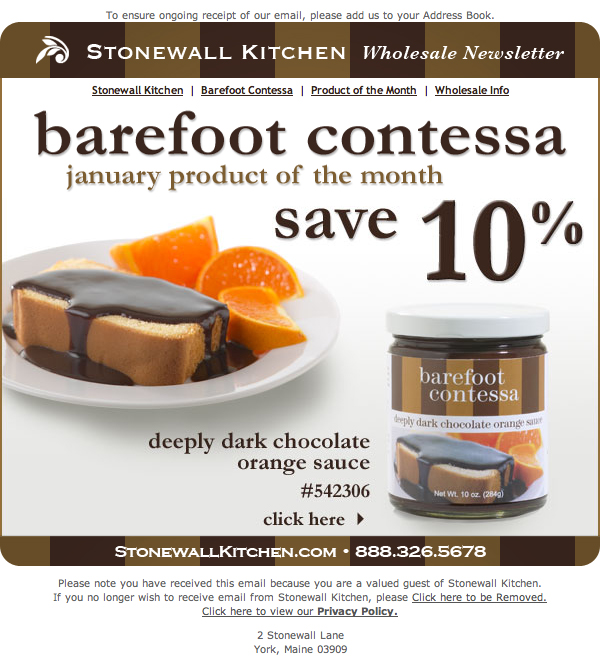 To ensure ongoing receipt of our email, please add us to your Address Book.
STONEWALL KITCHEN Wholesale Newsletter
Stonewall Kitchen | Barefoot Contessa | Product of the Month | Wholesale Info
barefoot contessa
january product of the month
save 10%
barefoot
contessa
deeply dark chocolate orange sauce
Net Wt. 10 oz. (284g)
deeply dark chocolate
orange sauce
#542306
click here
STONEWALLKITCHEN.COM • 888.326.5678
Please note you have received this email because you are a valued guest of Stonewall Kitchen.
If you no longer wish to receive email from Stonewall Kitchen, please Click here to be Removed.
Click here to view our Privacy Policy.
2 Stonewall Lane
York, Maine 03909